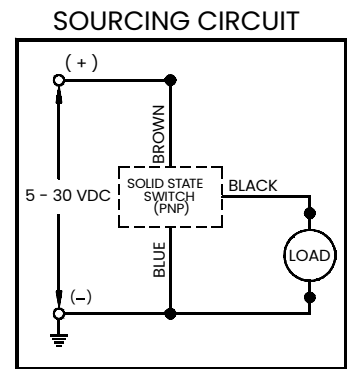 SOURCING CIRCUIT
( + )
BROWN
5 - 30 VDC
SOLID STATE
SWITCH
(PNP)
BLACK
LOAD
BLUE
(–)